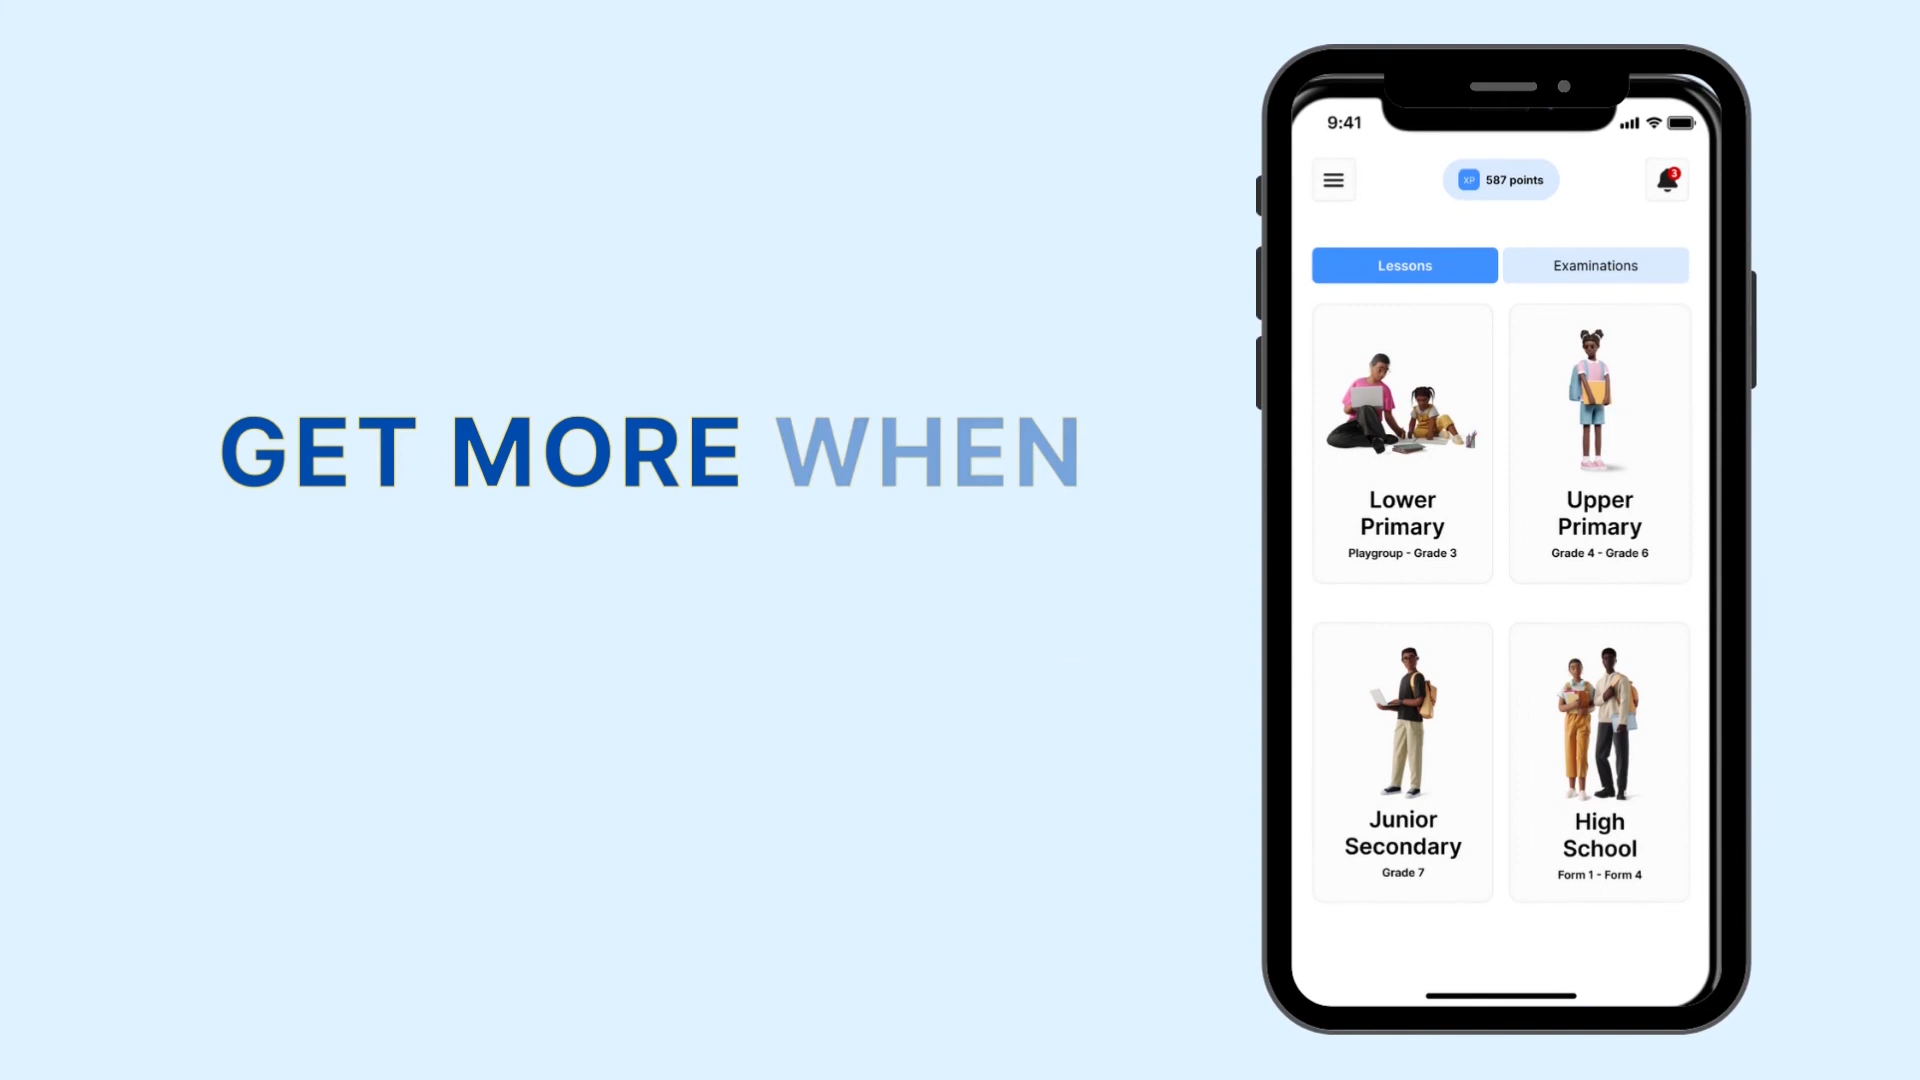 GET MORE WHEN
9:41
XP 587 points
3
Lessons
Examinations
Lower
Primary
Playgroup - Grade 3
Upper
Primary
Grade 4 - Grade 6
Junior
Secondary
Grade 7
High
School
Form 1 - Form 4